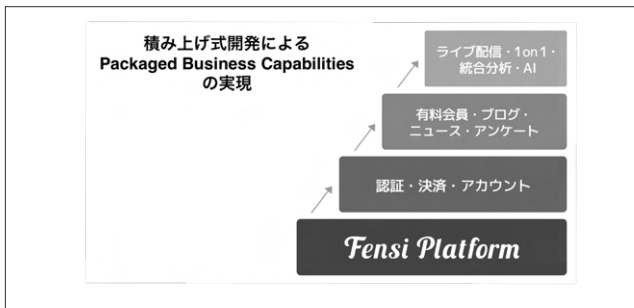 積み上げ式開発による
Packaged Business Capabilities
の実現
ライブ配信・1on1・
統合分析・AI
有料会員・ブログ・
ニュース・アンケート
認証・決済・アカウント
Fensi Platform